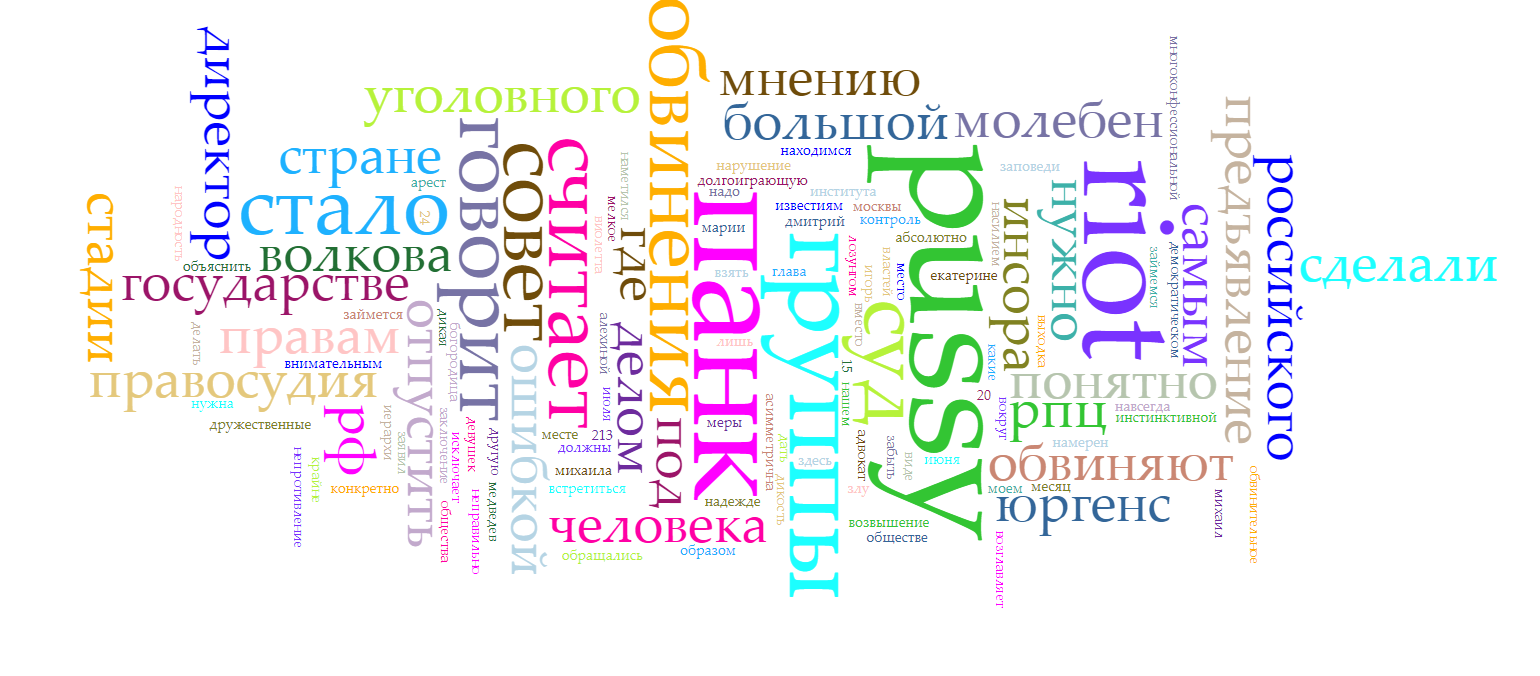 обвинения
директор
уголовного
мнению
большой
молебен
многоконфессиональной
предъявление
российского
стране
говорит
совет
считает
находимся
нарушение
долгоиграющую
института
заповеди
pussy
riot
арест
наметился
надо
известиям
москвы
дмитрий
контроль
марии
народность
стадии
стало
24
мелкое
виолетта
где
панк
группы
лозунгом
абсолютно
насилием
инсора
нужно
самым
волкова
объяснить
взять
глава
властей
игорь
место
екатерине
займемся
демократическом
сделали
государстве
займется
отпустить
дикая
богородица
алехиной
делом
лишь
вместо
суд
выходка
какие
делать
правам
внимательным
ошибкой
15
нашем
понятно
правосудия
нужна
июля
20
вокруг
рпц
навсегда
инстинктивной
дружественные
рф
иерархи
заявил
заключение
девушек
исключает
другую
месте
213
должны
под
меры
асимметрична
дать
здесь
адвокат
забыть
виде
июня
намерен
обвиняют
непротивление
крайне
конкретно
общества
неправильно
медведев
михаила
встретиться
надежде
дикость
злу
моем
месяц
юргенс
михаил
обвинительное
человека
обращались
образом
возвышение
обществе
возглавляет